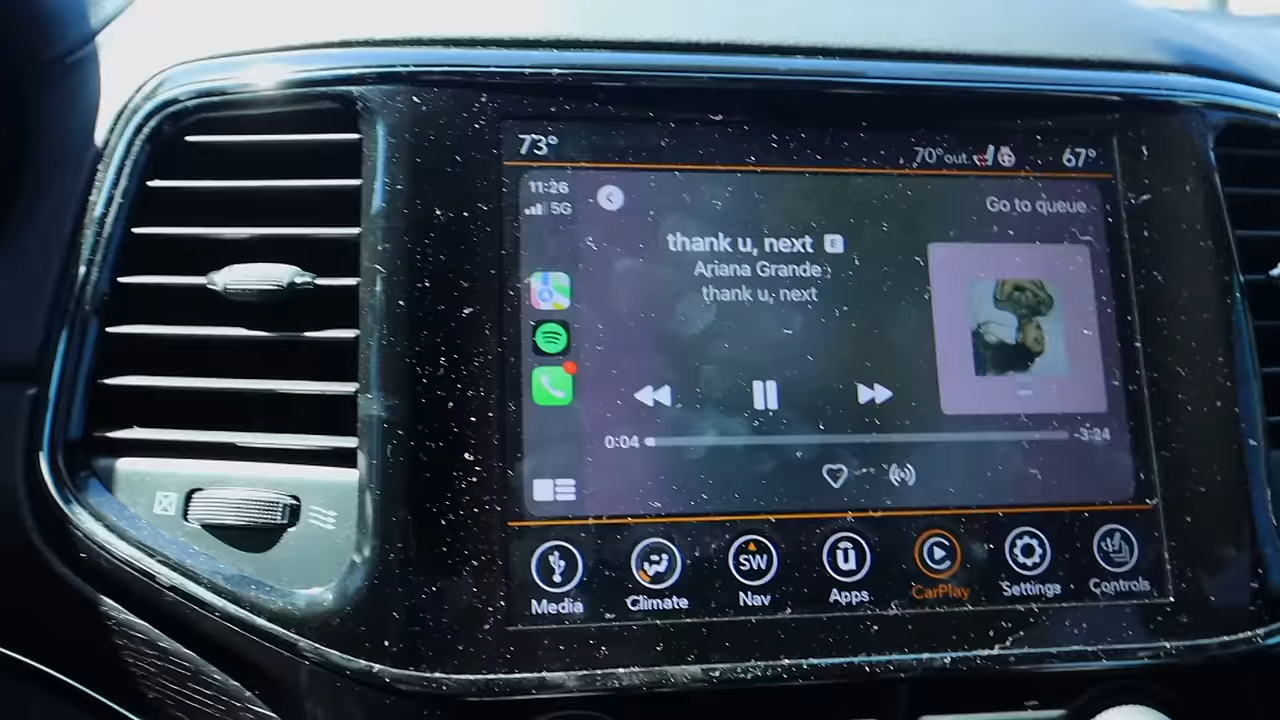 73°
70°out
67°
11:26
5G
Go to queue
thank u, next E
Ariana Grande
thank u, next
0:04
-3:24
SW
ū
Media
Climate
Nav
Apps
CarPlay
Settings
Controls